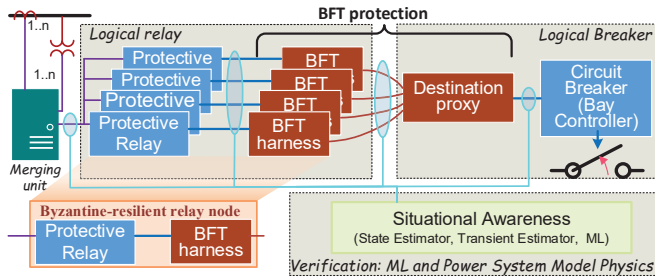 BFT protection
Logical relay
Logical Breaker
1..n
1..n
Protective
Protective
Protective
Protective
Relay
BFT
BFT
BFT
BFT
harness
Destination
proxy
Circuit
Breaker
(Bay
Controller)
Merging
unit
Byzantine-resilient relay node
Protective
Relay
BFT
harness
Situational Awareness
(State Estimator, Transient Estimator, ML)
Verification: ML and Power System Model Physics